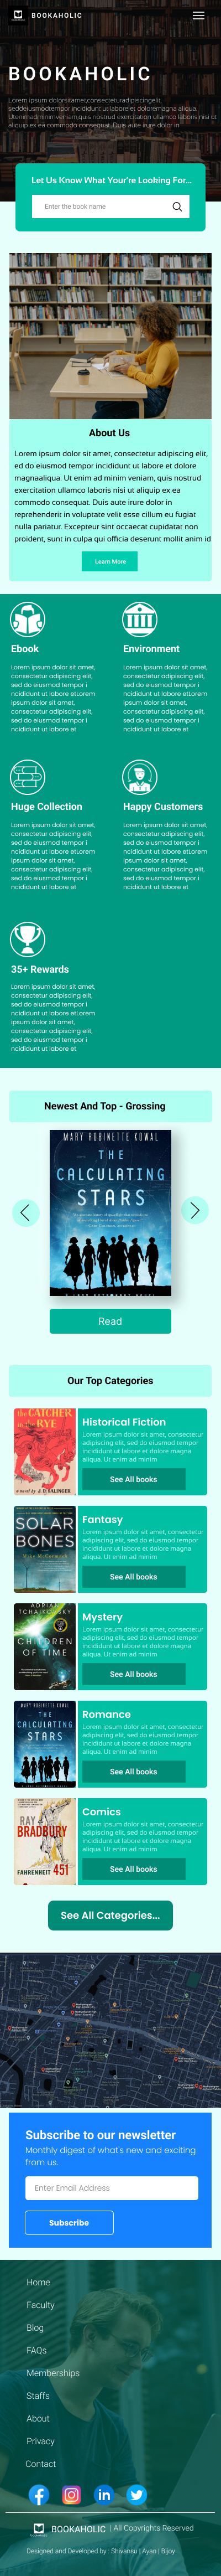 BOOKAHOLIC
BOOKAHOLIC
Lorem ipsum dolorsitamet,consecteturadipiscingelit,
seddoeiusmodtempor incididunt ut labore et doloremagna aliqua.
Utenimadminimveniam,quis nostrud exercitation ullamco laboris nisi ut
aliquip ex ea commodo consequat. Duis aute irure dolor in
Let Us Know What Your're Looking For...
Enter the book name
About Us
Lorem ipsum dolor sit amet, consectetur adipiscing elit,
sed do eiusmod tempor incididunt ut labore et dolore
magnaaliqua. Ut enim ad minim veniam, quis nostrud
exercitation ullamco laboris nisi ut aliquip ex ea
commodo consequat. Duis aute irure dolor in
reprehenderit in voluptate velit esse cillum eu fugiat
nulla pariatur. Excepteur sint occaecat cupidatat non
proident, sunt in culpa qui officia deserunt mollit anim id
Learn More
Ebook
Lorem ipsum dolor sit amet,
consectetur adipiscing elit,
sed do eiusmod tempor i
ncididunt ut labore etLorem
ipsum dolor sit amet,
consectetur adipiscing elit,
sed do eiusmod tempor i
ncididunt ut labore et
Environment
Lorem ipsum dolor sit amet,
consectetur adipiscing elit,
sed do eiusmod tempor i
ncididunt ut labore etLorem
ipsum dolor sit amet,
consectetur adipiscing elit,
sed do eiusmod tempor i
ncididunt ut labore et
Huge Collection
Lorem ipsum dolor sit amet,
consectetur adipiscing elit,
sed do eiusmod tempor i
ncididunt ut labore etLorem
ipsum dolor sit amet,
consectetur adipiscing elit,
sed do eiusmod tempor i
ncididunt ut labore et
Happy Customers
Lorem ipsum dolor sit amet,
consectetur adipiscing elit,
sed do eiusmod tempor i
ncididunt ut labore etLorem
ipsum dolor sit amet,
consectetur adipiscing elit,
sed do eiusmod tempor i
ncididunt ut labore et
35+ Rewards
Lorem ipsum dolor sit amet,
consectetur adipiscing elit,
sed do eiusmod tempor i
ncididunt ut labore etLorem
ipsum dolor sit amet,
consectetur adipiscing elit,
sed do eiusmod tempor i
ncididunt ut labore et
Newest And Top - Grossing
MARY ROBINETTE KOWAL
THE
CALCULATING
STARS
Read
Our Top Categories
the CATCHER
in the RYE
a novel by J. D. SALINGER
Historical Fiction
Lorem ipsum dolor sit amet, consectetur
adipiscing elit, sed do eiusmod tempor
incididunt ut labore et dolore magna
aliqua. Ut enim ad minim
See All books
SOLAR
BONES
Mike McCormack
Fantasy
Lorem ipsum dolor sit amet, consectetur
adipiscing elit, sed do eiusmod tempor
incididunt ut labore et dolore magna
aliqua. Ut enim ad minim
See All books
ADRIAN
TCHAIKOVSKY
CHILDREN
OF TIME
Mystery
Lorem ipsum dolor sit amet, consectetur
adipiscing elit, sed do eiusmod tempor
incididunt ut labore et dolore magna
aliqua. Ut enim ad minim
See All books
MARY ROBINETTE KOWAL
THE
CALCULATING
STARS
Romance
Lorem ipsum dolor sit amet, consectetur
adipiscing elit, sed do eiusmod tempor
incididunt ut labore et dolore magna
aliqua. Ut enim ad minim
See All books
RAY
BRADBURY
FAHRENHEIT 451
Comics
Lorem ipsum dolor sit amet, consectetur
adipiscing elit, sed do eiusmod tempor
incididunt ut labore et dolore magna
aliqua. Ut enim ad minim
See All books
See All Categories...
Subscribe to our newsletter
Monthly digest of what's new and exciting
from us.
Enter Email Address
Subscribe
Home
Faculty
Blog
FAQs
Memberships
Staffs
About
Privacy
Contact
BOOKAHOLIC | All Copyrights Reserved
Designed and Developed by : Shivansu | Ayan | Bijoy